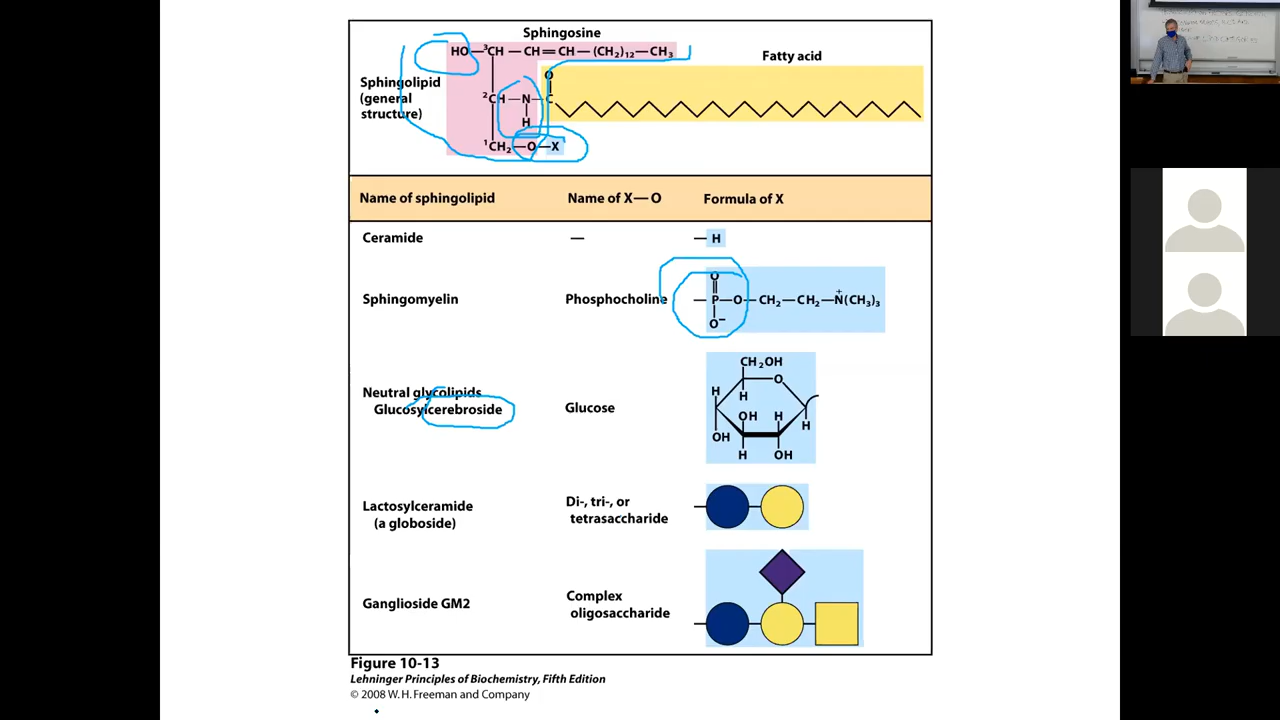 Sphingosine
HO—³CH—CH=CH—(CH₂)₁₂—CH₃
Fatty acid
Sphingolipid
(general
structure)
O
²CH—N—C
H
¹CH₂—O—X
Name of sphingolipid Name of X—O Formula of X
Ceramide — —H
Sphingomyelin Phosphocholine
O
—P—O—CH₂—CH₂—N(CH₃)₃
+
O⁻
Neutral glycolipids
Glucosylcerebroside Glucose
CH₂OH
O
H
H
OH H
OH H
H OH
Lactosylceramide
(a globoside)
Di-, tri-, or
tetrasaccharide
Ganglioside GM2
Complex
oligosaccharide
Figure 10-13
Lehninger Principles of Biochemistry, Fifth Edition
© 2008 W. H. Freeman and Company